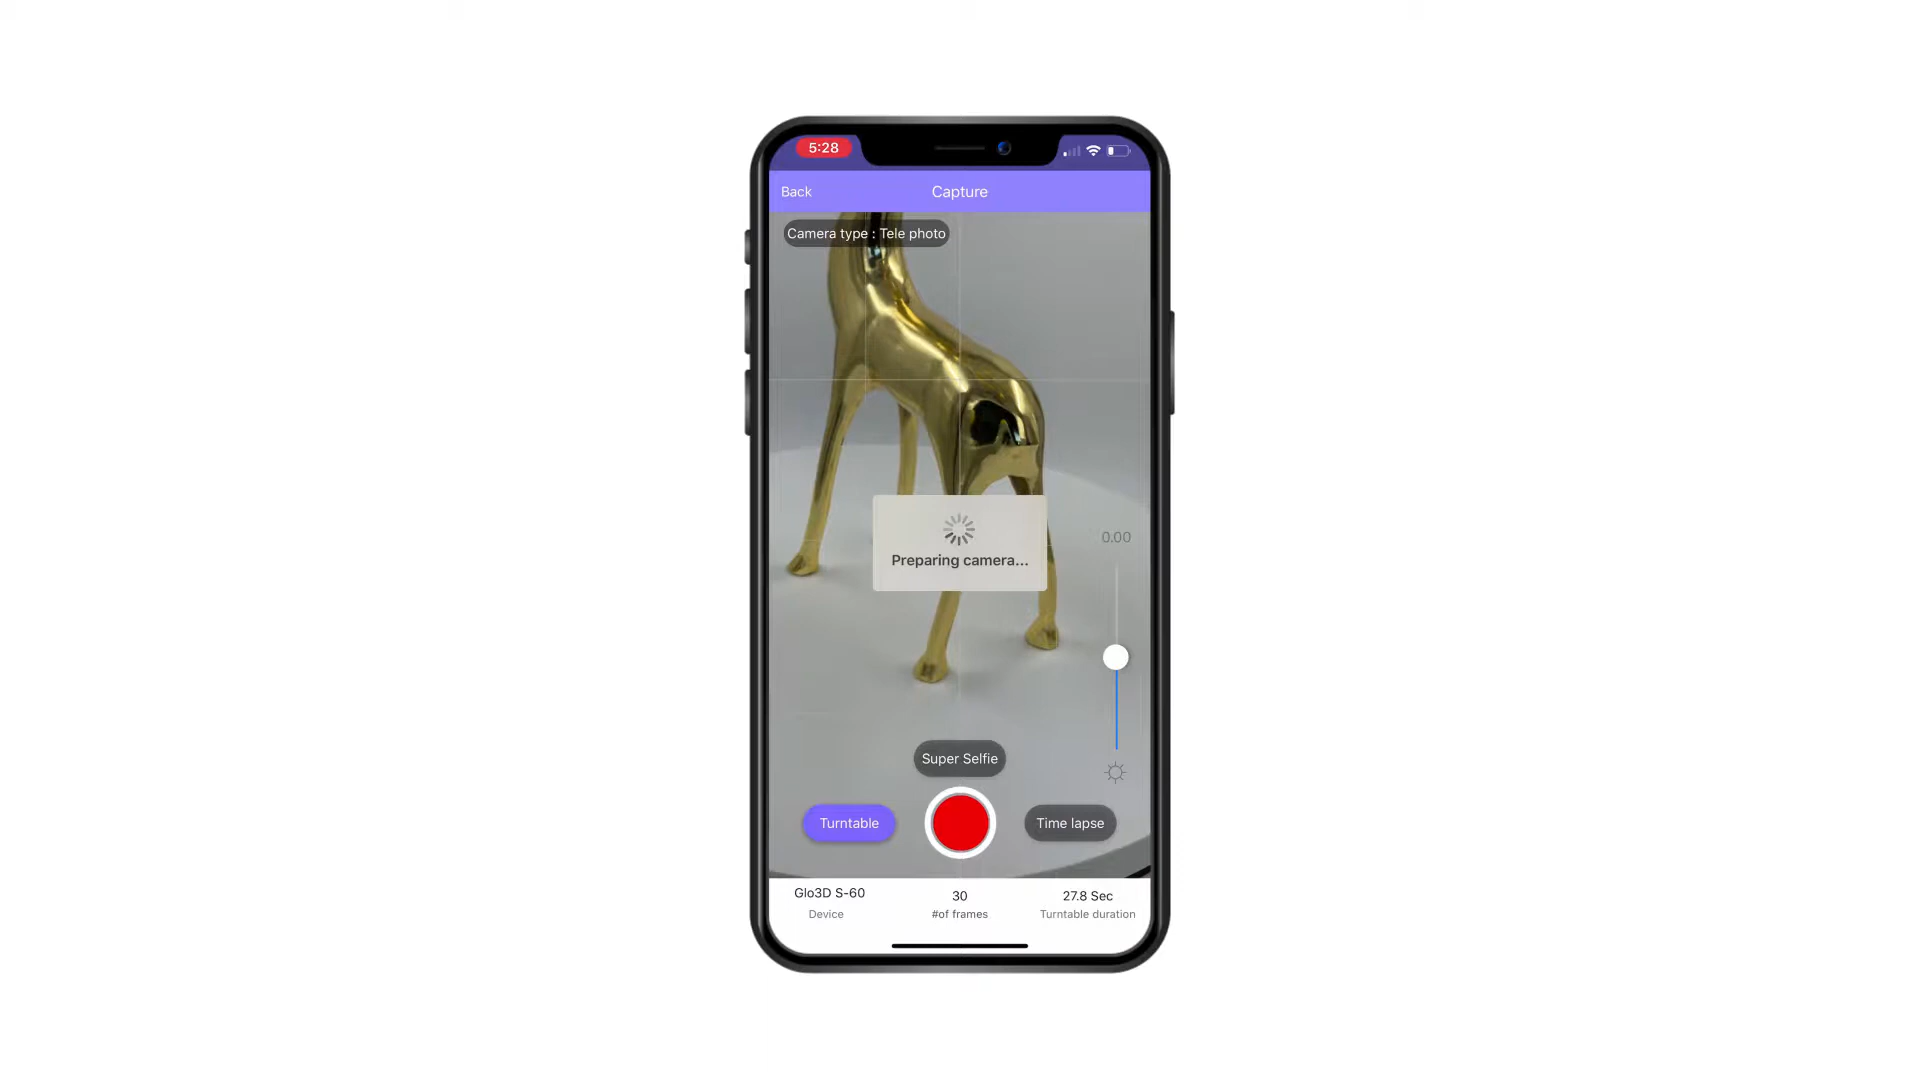 5:28
Back
Capture
Camera type : Tele photo
Preparing camera...
0.00
Super Selfie
Turntable
Time lapse
Glo3D S-60
30
27.8 Sec
Device
#of frames
Turntable duration